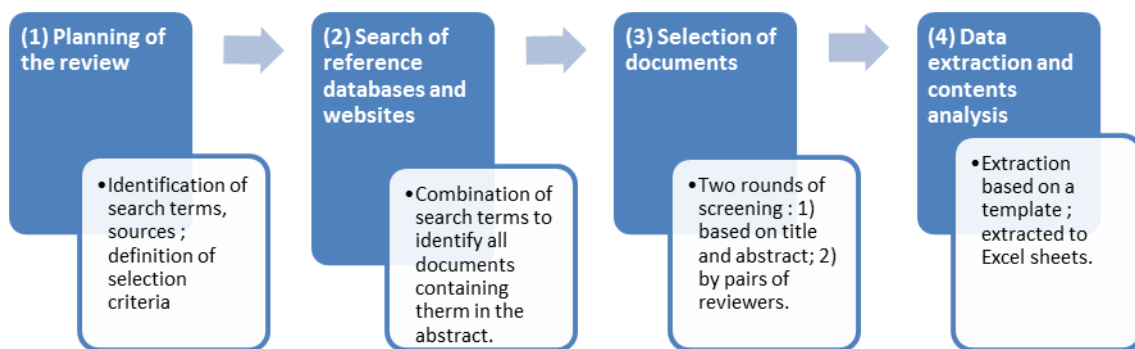 (1) Planning of
the review
•Identification of
search terms,
sources ;
definition of
selection
criteria
(2) Search of
reference
databases and
websites
•Combination of
search terms to
identify all
documents
containing
therm in the
abstract.
(3) Selection of
documents
•Two rounds of
screening : 1)
based on title
and abstract; 2)
by pairs of
reviewers.
(4) Data
extraction and
contents
analysis
•Extraction
based on a
template ;
extracted to
Excel sheets.